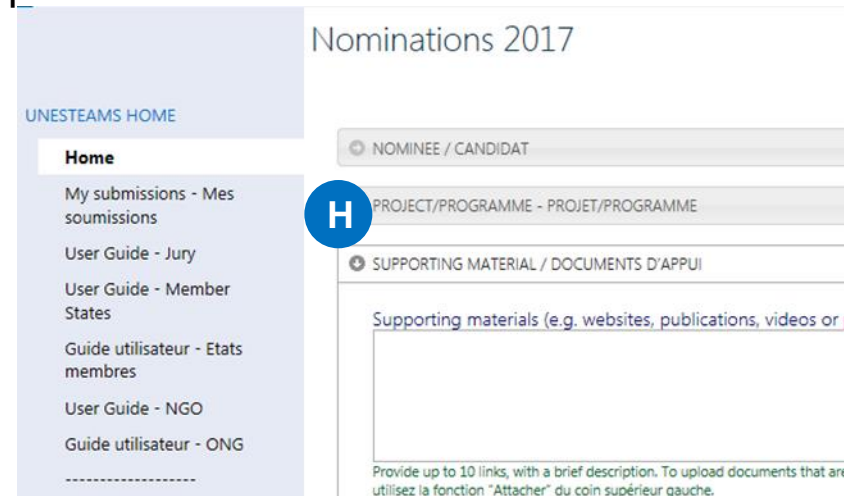 Nominations 2017
UNESTEAMS HOME
Home
My submissions - Mes
soumissions
User Guide - Jury
User Guide - Member
States
Guide utilisateur - Etats
membres
User Guide - NGO
Guide utilisateur - ONG
-------------------
NOMINEE / CANDIDAT
H
PROJECT/PROGRAMME - PROJET/PROGRAMME
SUPPORTING MATERIAL / DOCUMENTS D'APPUI
Supporting materials (e.g. websites, publications, videos or
Provide up to 10 links, with a brief description. To upload documents that are
utilisez la fonction "Attacher" du coin supérieur gauche.